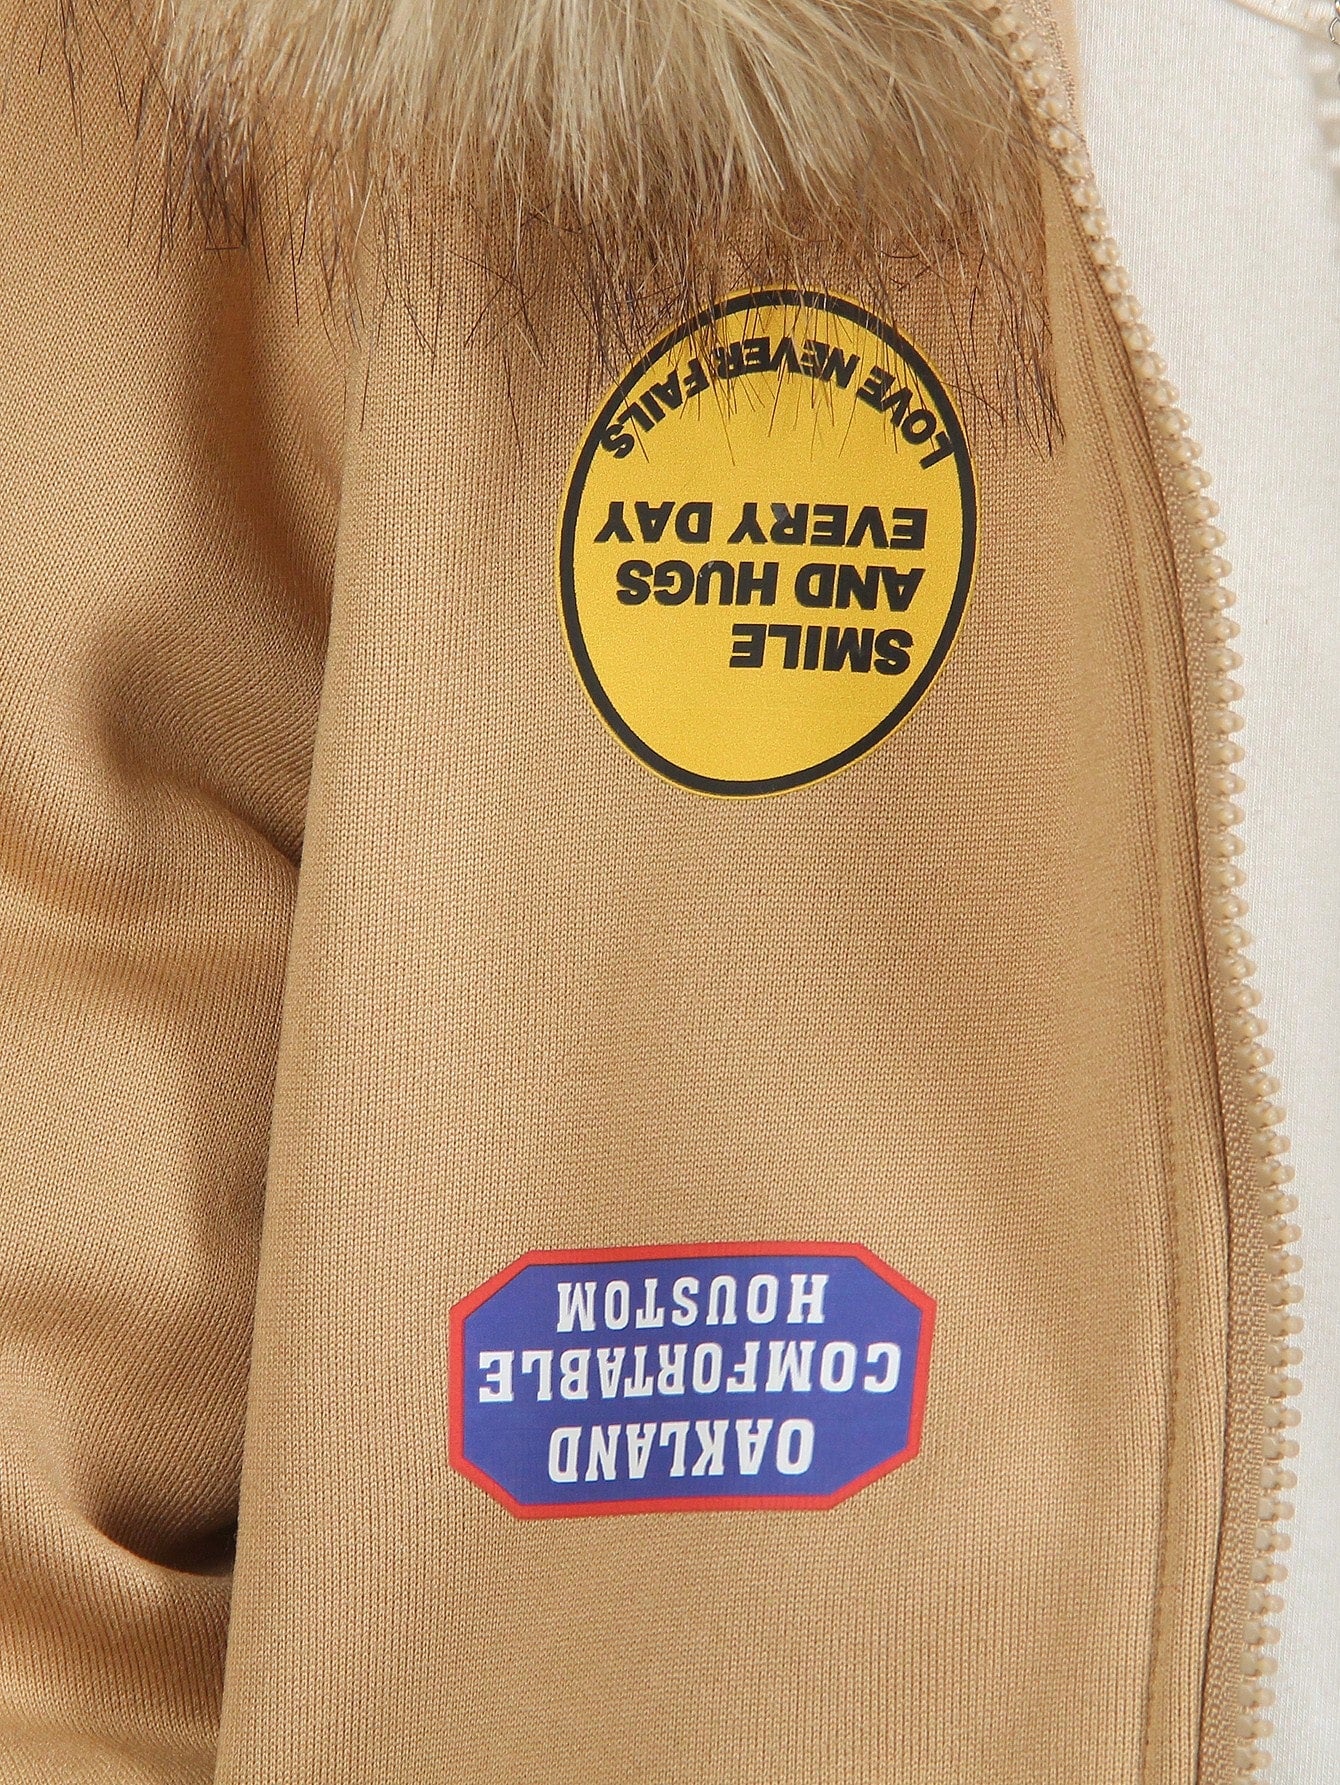 OAKLAND
COMFORTABLE
HOUSTOM
SMILE
AND HUGS
EVERY DAY
LOVE NEVER FAILS